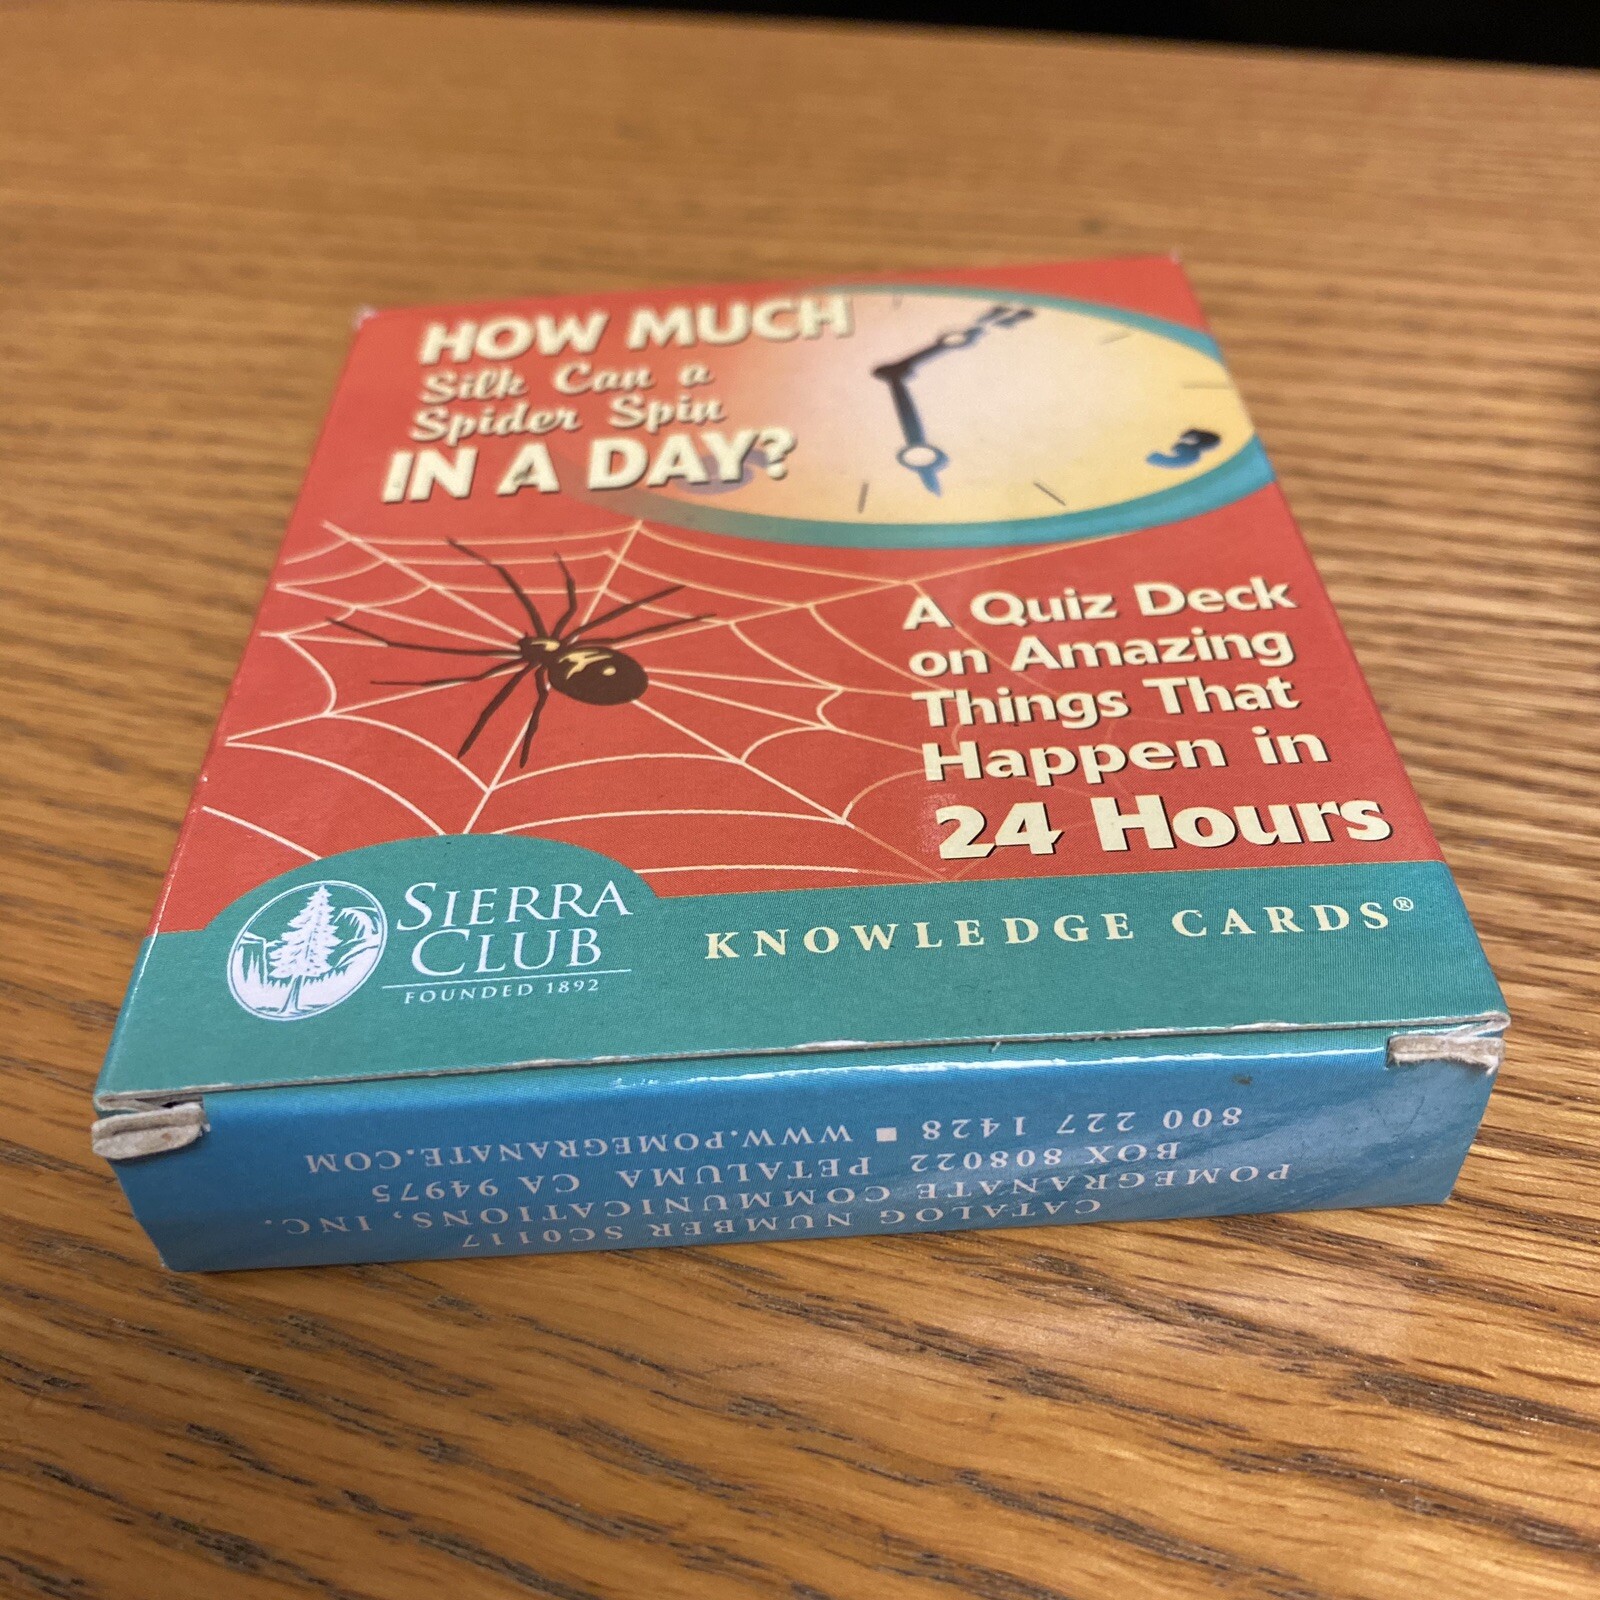 HOW MUCH
Silk Can a
Spider Spin
IN A DAY?
12
3
A Quiz Deck
on Amazing
Things That
Happen in
24 Hours
SIERRA
CLUB
FOUNDED 1892
KNOWLEDGE CARDS®
CATALOG NUMBER SC0117
POMEGRANATE COMMUNICATIONS, INC.
BOX 808022 PETALUMA CA 94975
800 227 1428 ■ WWW.POMEGRANATE.COM